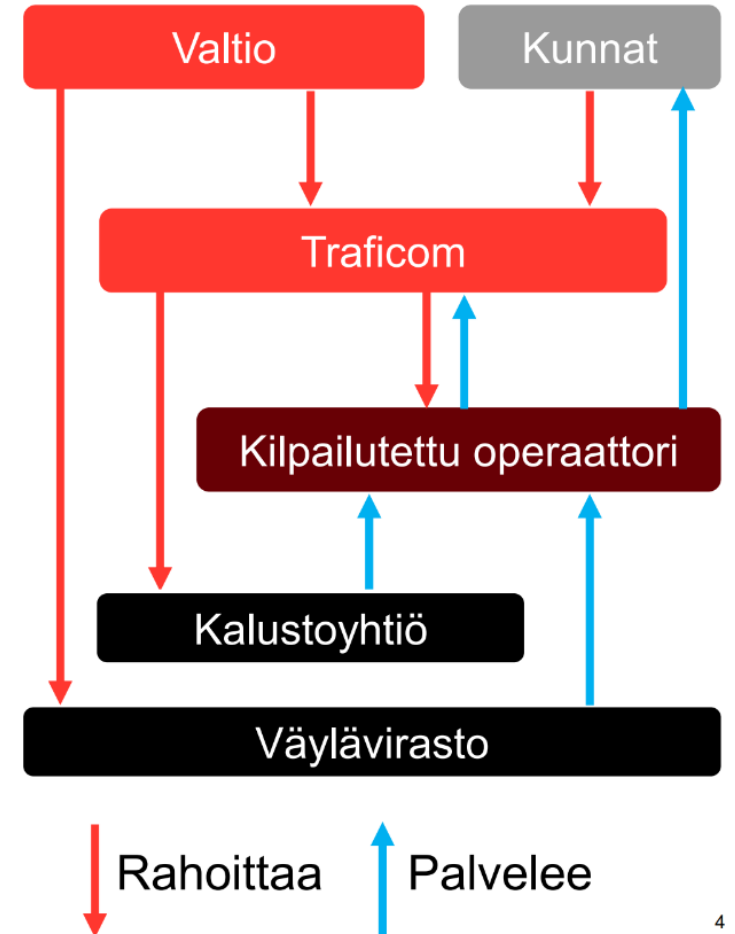 Valtio
Kunnat
Traficom
Kilpailutettu operaattori
Kalustoyhtiö
Väylävirasto
Rahoittaa
Palvelee
4